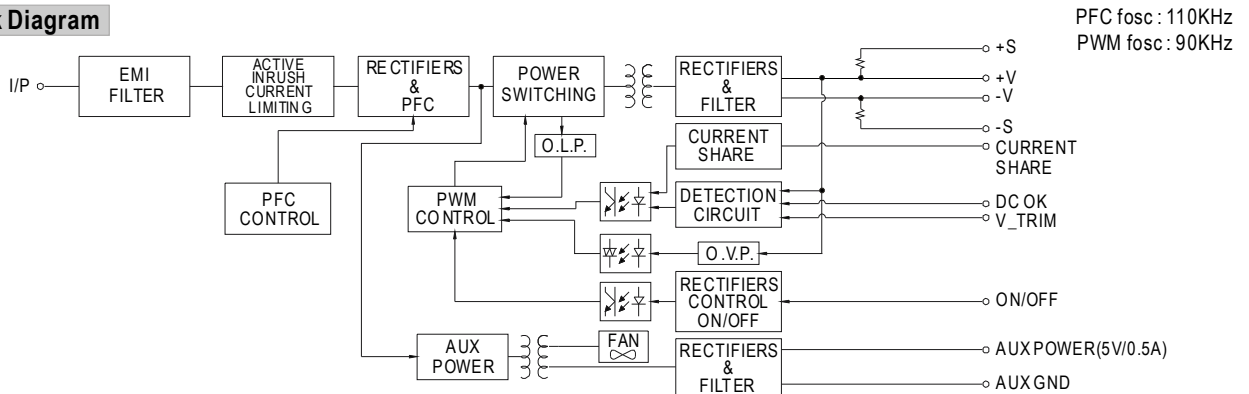 k Diagram
PFC fosc : 110KHz
PWM fosc : 90KHz
I/P
EMI
FILTER
ACTIVE
INRUSH
CURRENT
LIMITING
RECTIFIERS
&
PFC
POWER
SWITCHING
RECTIFIERS
&
FILTER
+S
+V
-V
-S
O.L.P.
CURRENT
SHARE
CURRENT
SHARE
PFC
CONTROL
PWM
CONTROL
DETECTION
CIRCUIT
DC OK
V_TRIM
O.V.P.
RECTIFIERS
CONTROL
ON/OFF
ON/OFF
AUX
POWER
FAN
RECTIFIERS
&
FILTER
AUX POWER(5V/0.5A)
AUX GND